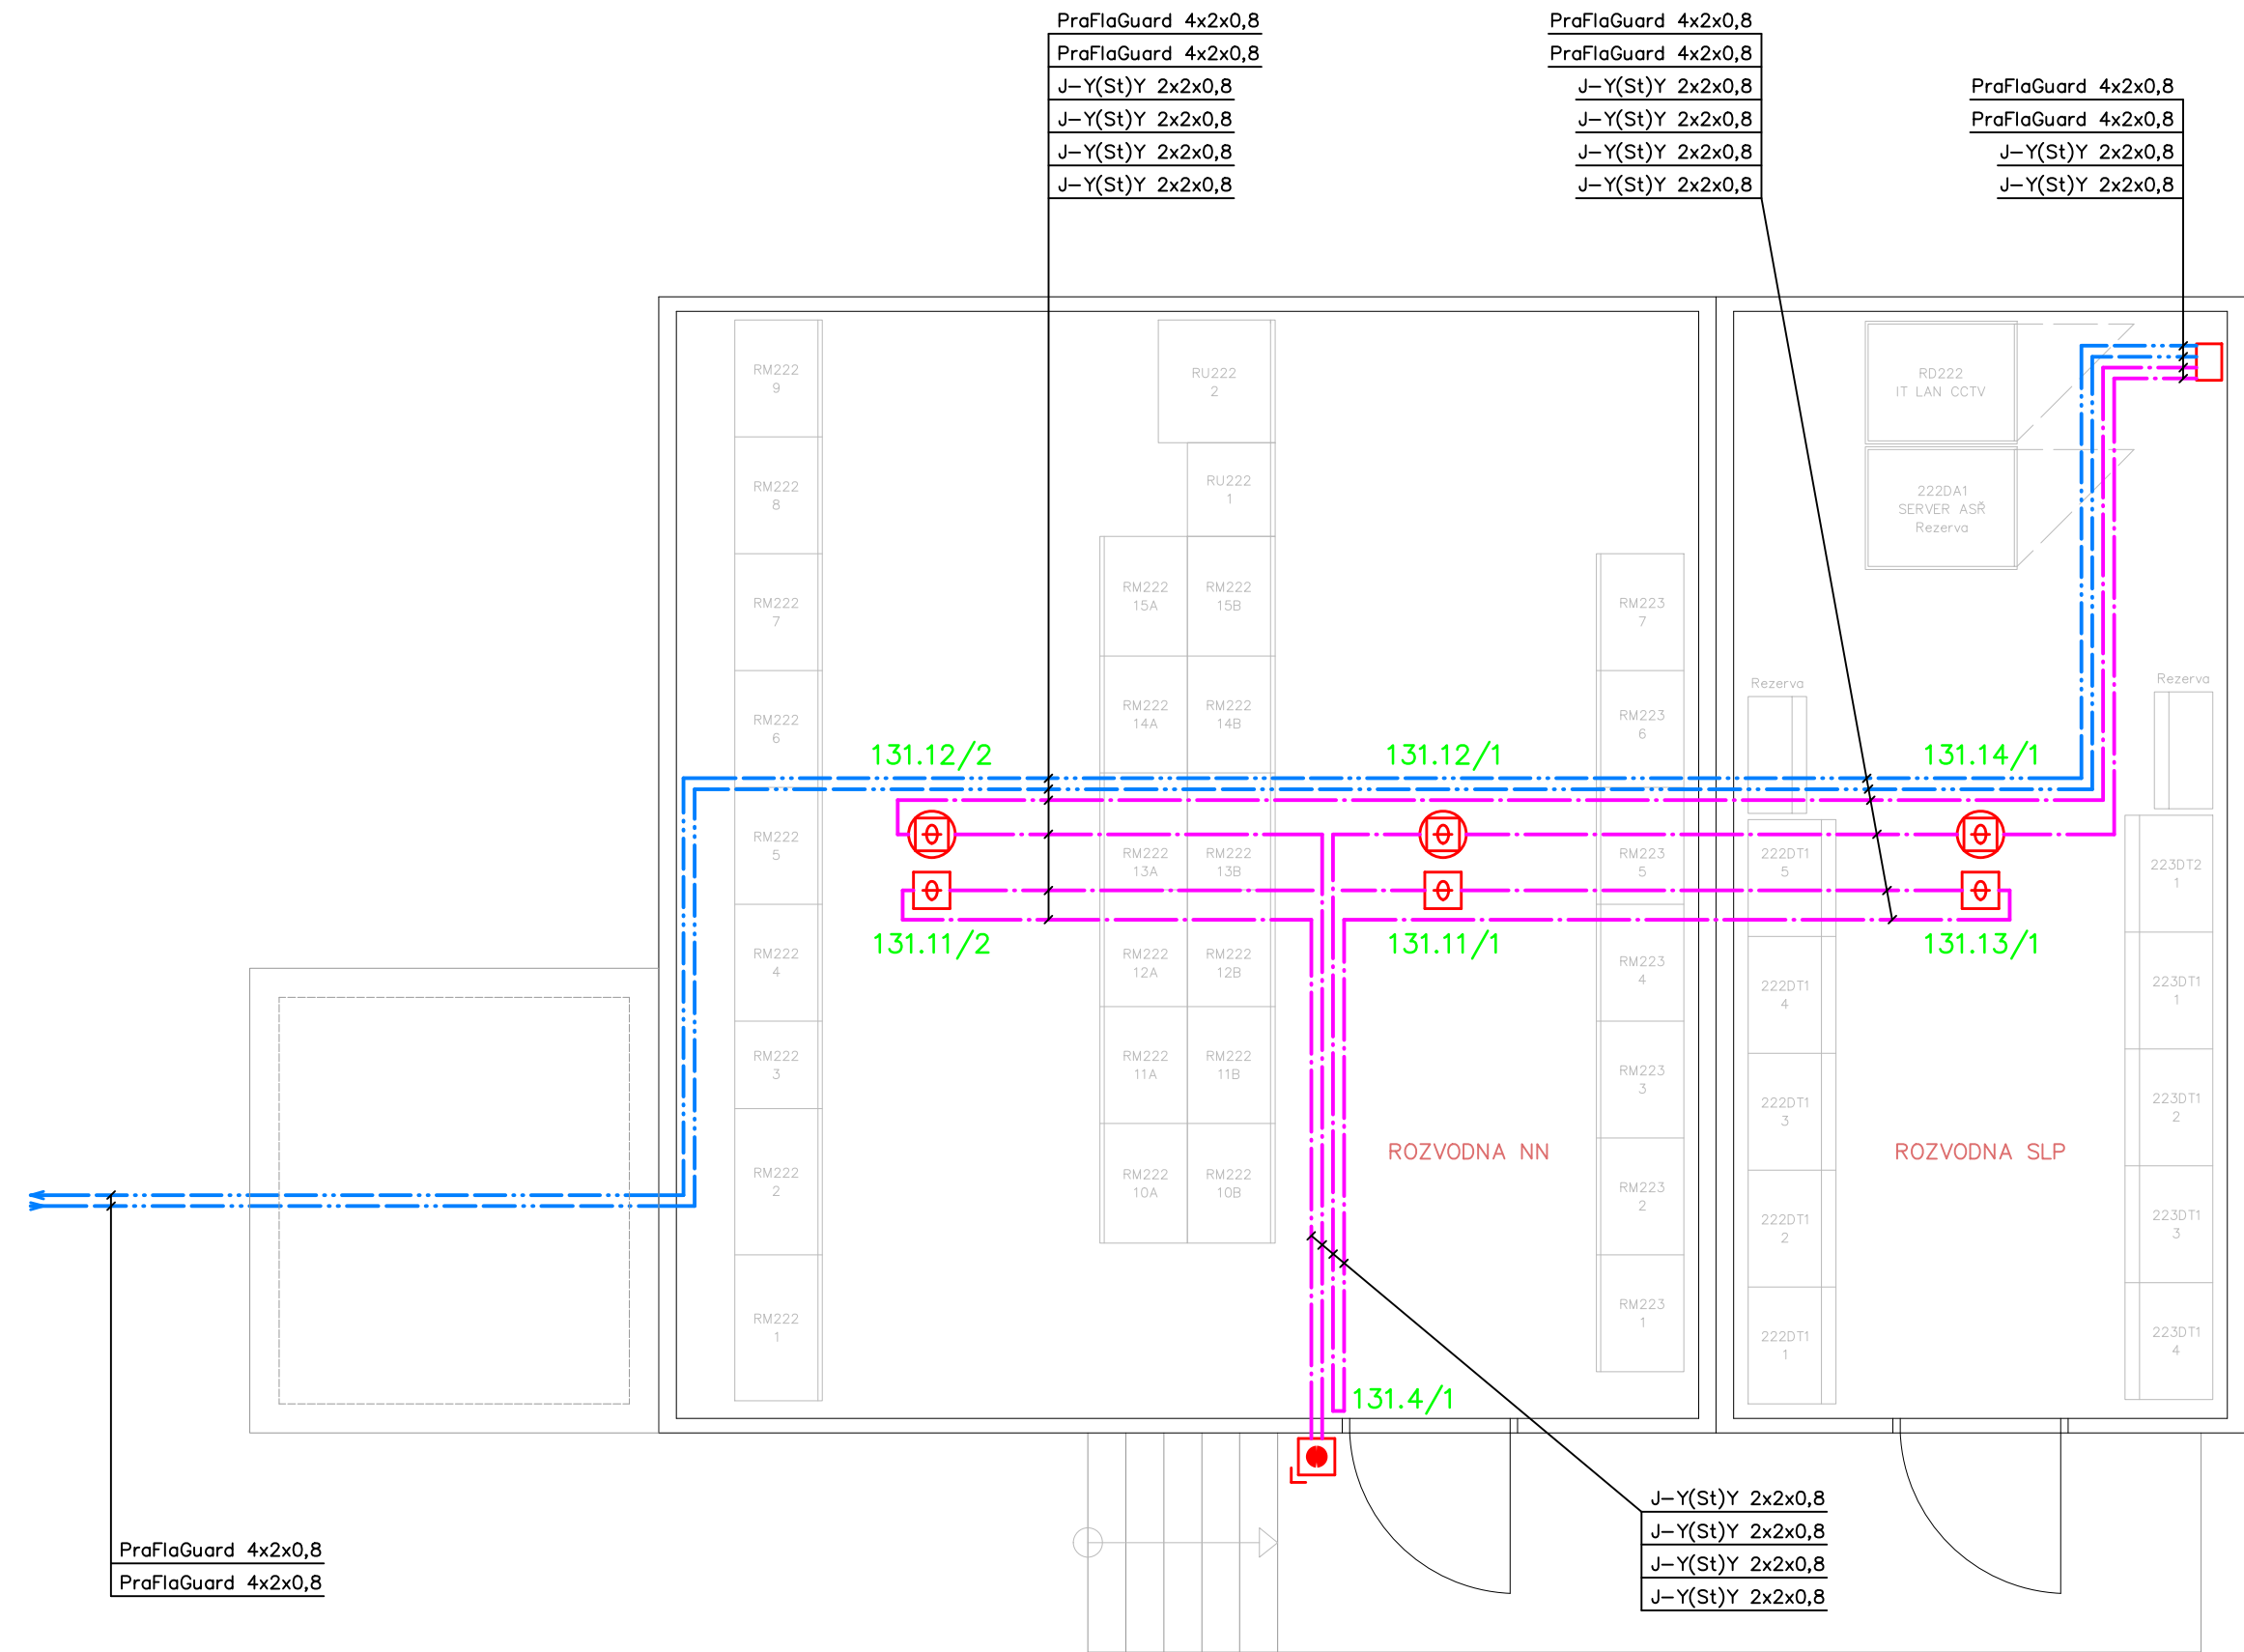 PraFlaGuard 4x2x0,8
PraFlaGuard 4x2x0,8
J-Y(St)Y 2x2x0,8
J-Y(St)Y 2x2x0,8
J-Y(St)Y 2x2x0,8
J-Y(St)Y 2x2x0,8
PraFlaGuard 4x2x0,8
PraFlaGuard 4x2x0,8
J-Y(St)Y 2x2x0,8
J-Y(St)Y 2x2x0,8
J-Y(St)Y 2x2x0,8
J-Y(St)Y 2x2x0,8
PraFlaGuard 4x2x0,8
PraFlaGuard 4x2x0,8
J-Y(St)Y 2x2x0,8
J-Y(St)Y 2x2x0,8
RM222
9
RM222
8
RM222
7
RM222
6
RM222
5
RM222
4
RM222
3
RM222
2
RM222
1
RU222
2
RU222
1
RM222
15A
RM222
15B
RM222
14A
RM222
14B
RM222
13A
RM222
13B
RM222
12A
RM222
12B
RM222
11A
RM222
11B
RM222
10A
RM222
10B
RM223
7
RM223
6
RM223
5
RM223
4
RM223
3
RM223
2
RM223
1
RD222
IT LAN CCTV
222DA1
SERVER ASŘ
Rezerva
Rezerva
Rezerva
222DT1
5
222DT1
4
222DT1
3
222DT1
2
222DT1
1
223DT2
1
223DT1
1
223DT1
2
223DT1
3
223DT1
4
131.12/2
131.12/1
131.14/1
131.11/2
131.11/1
131.13/1
ROZVODNA NN
ROZVODNA SLP
131.4/1
J-Y(St)Y 2x2x0,8
J-Y(St)Y 2x2x0,8
J-Y(St)Y 2x2x0,8
J-Y(St)Y 2x2x0,8
PraFlaGuard 4x2x0,8
PraFlaGuard 4x2x0,8